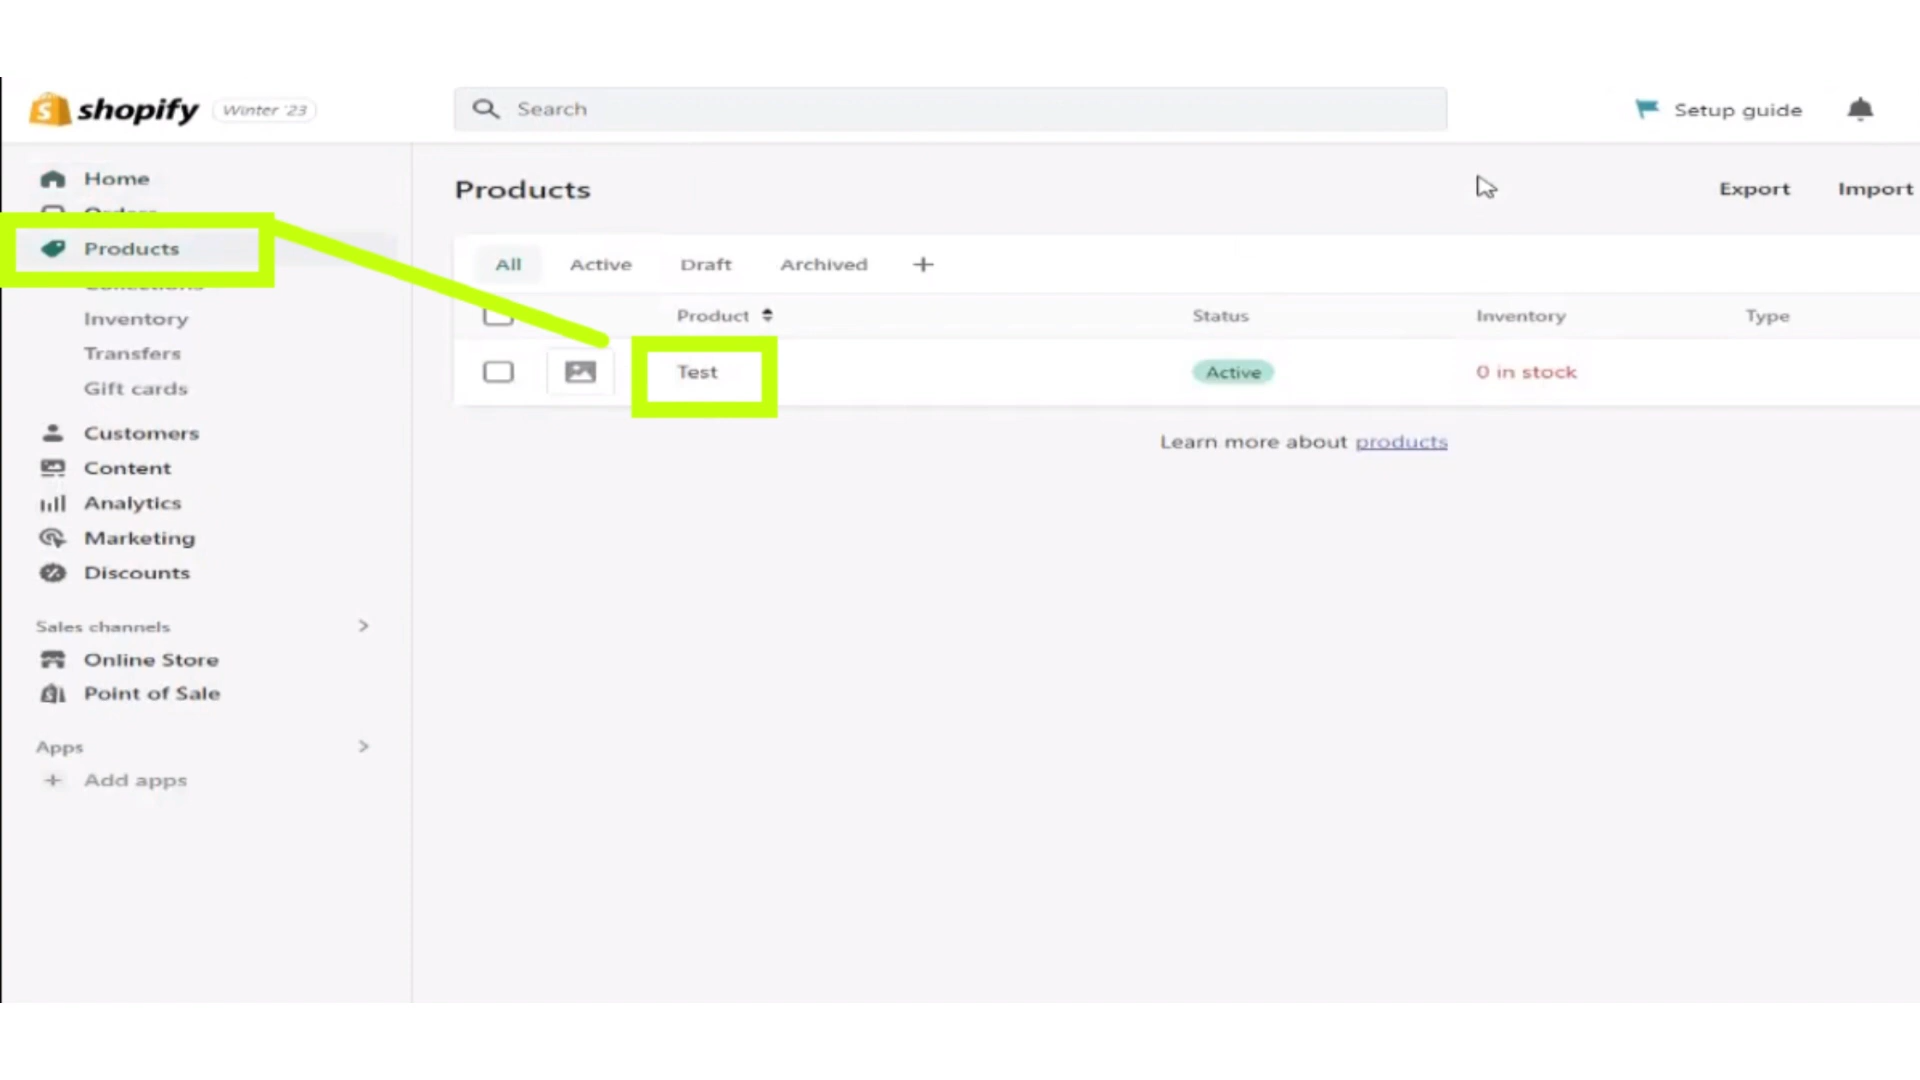 shopify Winter '23
Search
Setup guide
Home
Orders
Products
Collections
Inventory
Transfers
Gift cards
Customers
Content
Analytics
Marketing
Discounts
Sales channels
Online Store
Point of Sale
Apps
+ Add apps
Products
Export Import
All Active Draft Archived +
Product Status Inventory Type
Test Active 0 in stock
Learn more about products